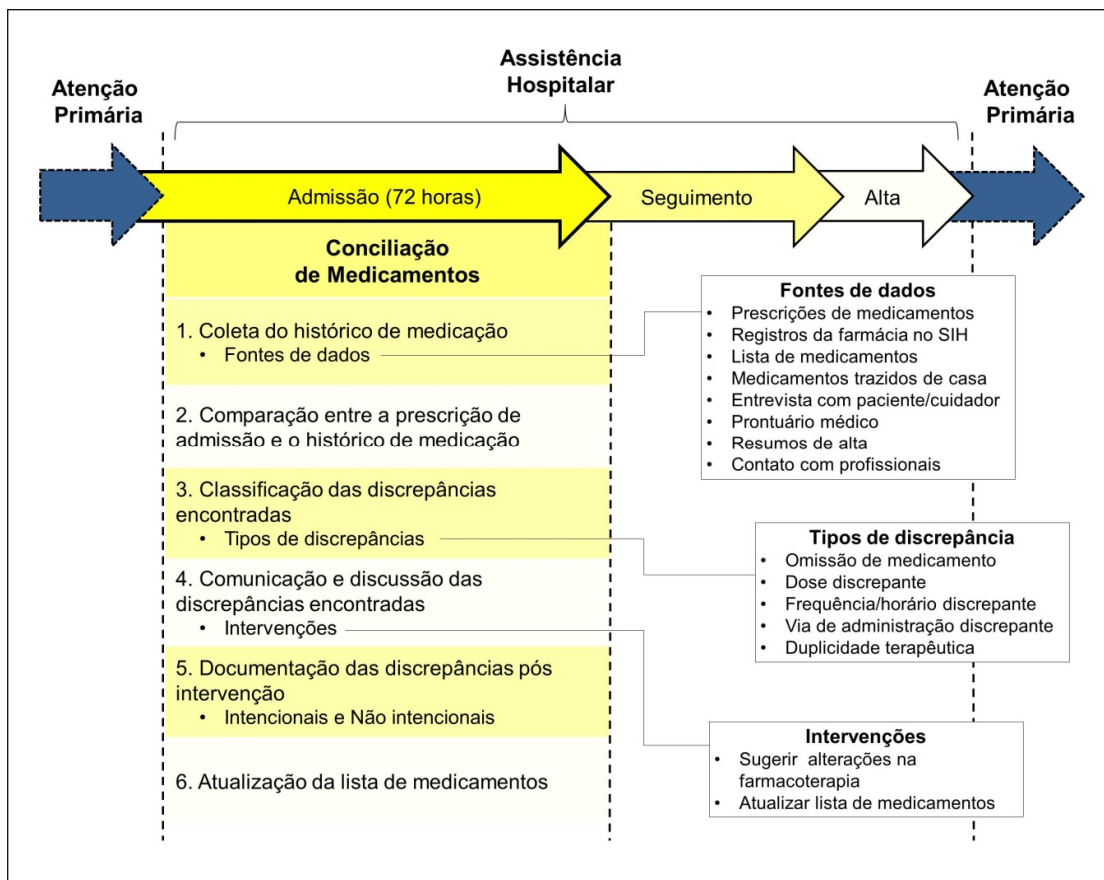 Assistência
Hospitalar
Atenção
Primária
Atenção
Primária
Admissão (72 horas)
Seguimento
Alta
Conciliação
de Medicamentos
1. Coleta do histórico de medicação
• Fontes de dados
2. Comparação entre a prescrição de
admissão e o histórico de medicação
3. Classificação das discrepâncias
encontradas
• Tipos de discrepâncias
4. Comunicação e discussão das
discrepâncias encontradas
• Intervenções
5. Documentação das discrepâncias pós
intervenção
• Intencionais e Não intencionais
6. Atualização da lista de medicamentos
Fontes de dados
• Prescrições de medicamentos
• Registros da farmácia no SIH
• Lista de medicamentos
• Medicamentos trazidos de casa
• Entrevista com paciente/cuidador
• Prontuário médico
• Resumos de alta
• Contato com profissionais
Tipos de discrepância
• Omissão de medicamento
• Dose discrepante
• Frequência/horário discrepante
• Via de administração discrepante
• Duplicidade terapêutica
Intervenções
• Sugerir alterações na
farmacoterapia
• Atualizar lista de medicamentos